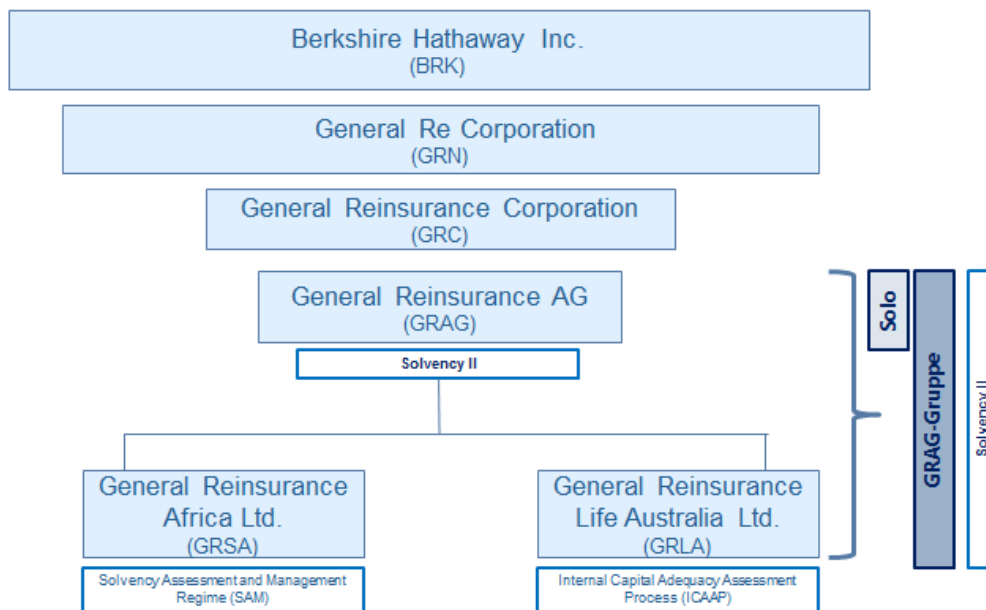 Berkshire Hathaway Inc.
(BRK)
General Re Corporation
(GRN)
General Reinsurance Corporation
(GRC)
General Reinsurance AG
(GRAG)
Solvency II
Solo
GRAG-Gruppe
Solvency II
General Reinsurance
Africa Ltd.
(GRSA)
General Reinsurance
Life Australia Ltd.
(GRLA)
Solvency Assessment and Management
Regime (SAM)
Internal Capital Adequacy Assessment
Process (ICAAP)